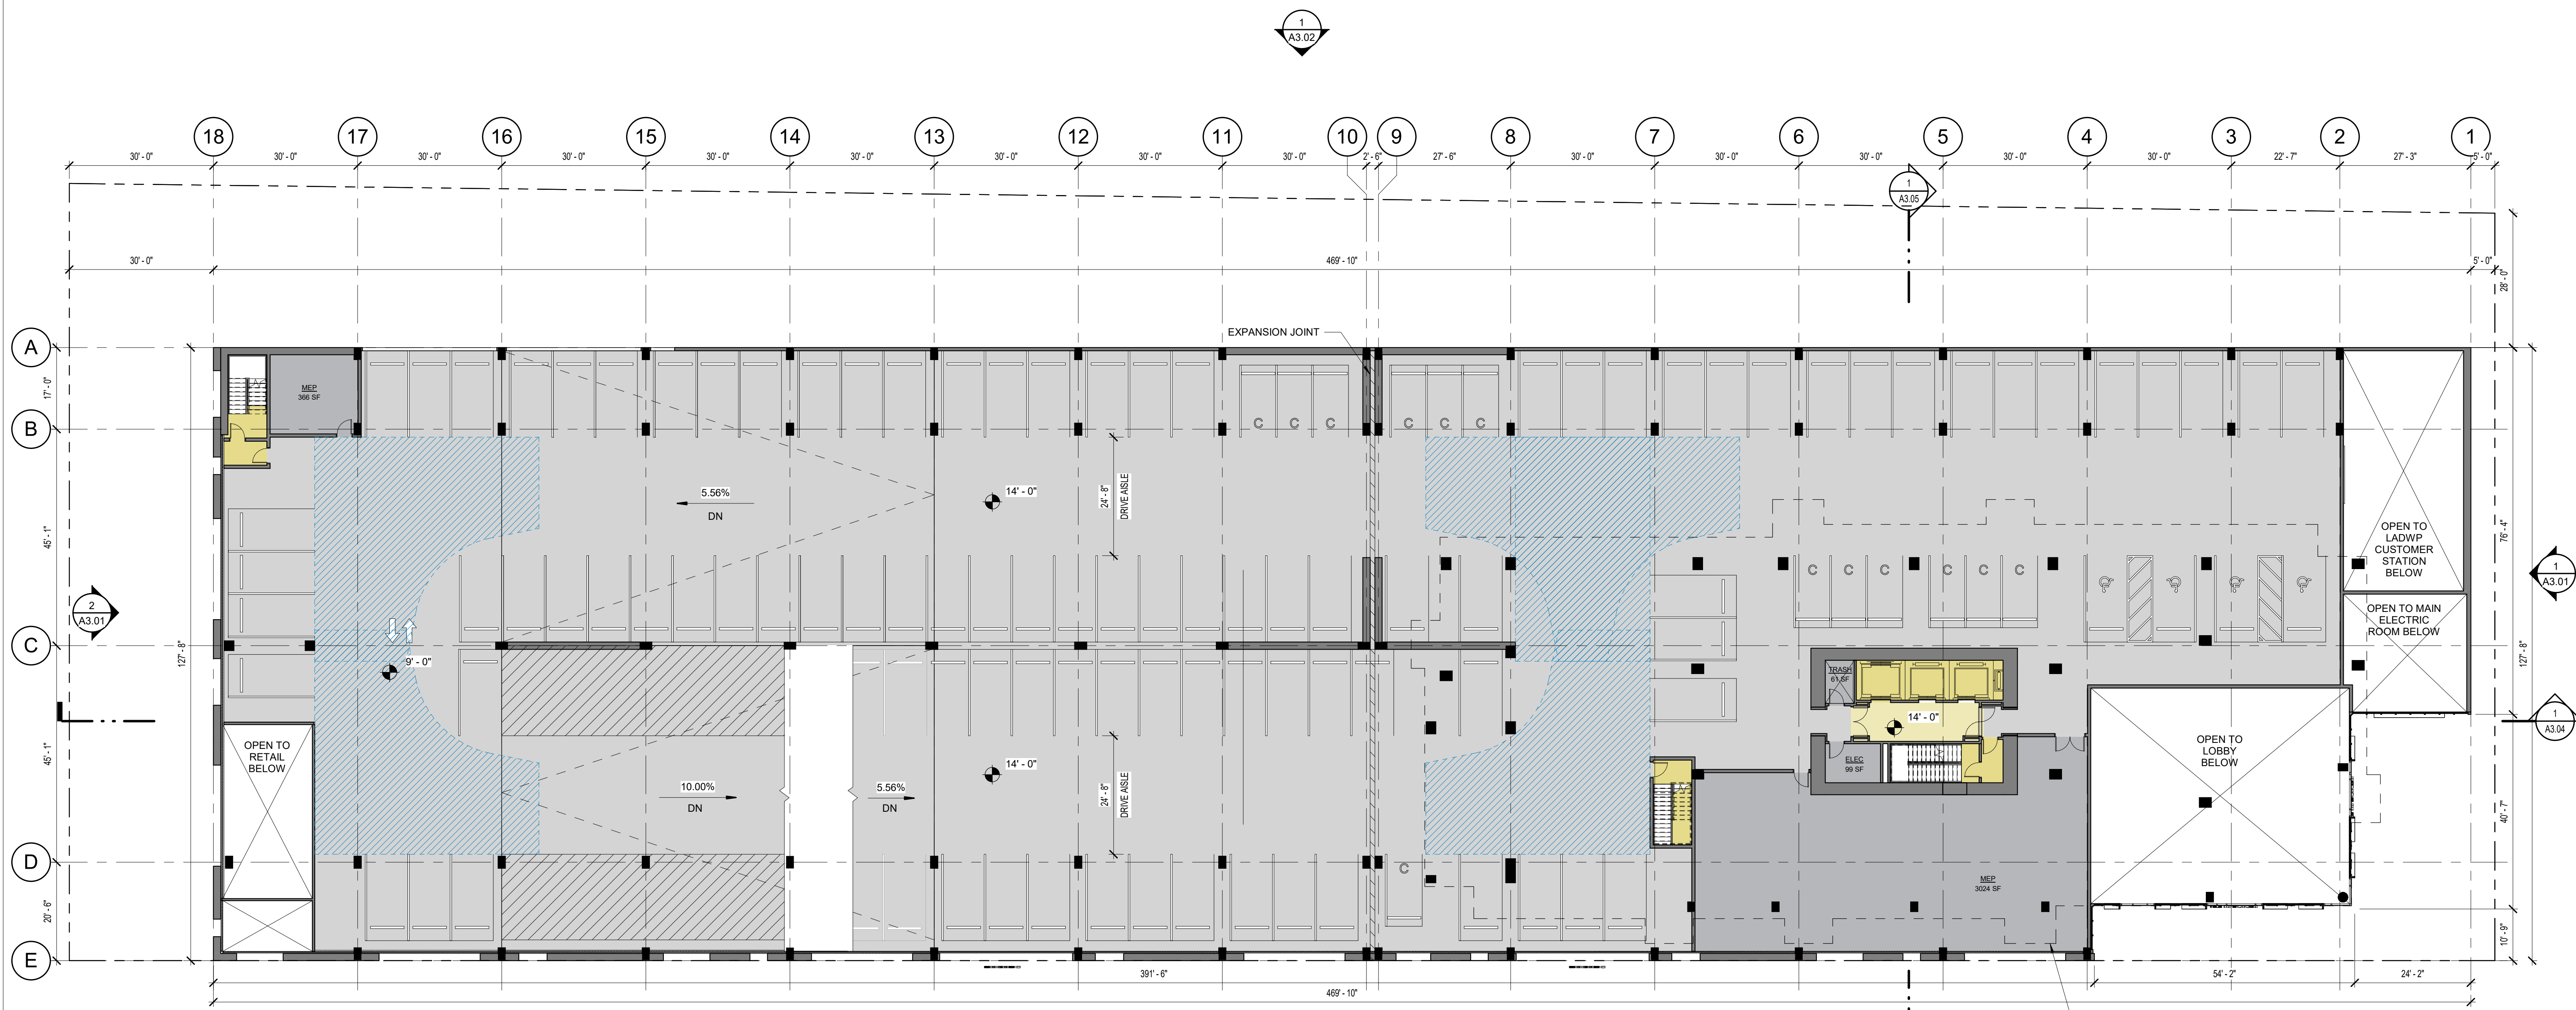 1
A3.02
18
17
16
15
14
13
12
11
10
9
8
7
6
5
4
3
2
1
30' - 0"
30' - 0"
30' - 0"
30' - 0"
30' - 0"
30' - 0"
30' - 0"
30' - 0"
30' - 0"
2' - 6"
27' - 6"
30' - 0"
30' - 0"
30' - 0"
30' - 0"
30' - 0"
22' - 7"
27' - 3"
5' - 0"
1
A3.05
30' - 0"
469' - 10"
5' - 0"
28' - 0"
EXPANSION JOINT
A
17' - 0"
MEP
366 SF
B
C
C
C
C
C
C
45' - 1"
5.56%
DN
14' - 0"
24' - 8"
DRIVE AISLE
OPEN TO
LADWP
CUSTOMER
STATION
BELOW
76' - 4"
C
C
C
C
C
C
2
A3.01
1
A3.01
OPEN TO MAIN
ELECTRIC
ROOM BELOW
C
127' - 8"
9' - 0"
127' - 8"
TRASH
61 SF
14' - 0"
1
A3.04
OPEN TO
RETAIL
BELOW
45' - 1"
OPEN TO
LOBBY
BELOW
ELEC
99 SF
14' - 0"
10.00%
DN
5.56%
DN
24' - 8"
DRIVE AISLE
40' - 7"
D
C
MEP
3024 SF
20' - 6"
10' - 9"
E
391' - 6"
54' - 2"
24' - 2"
469' - 10"